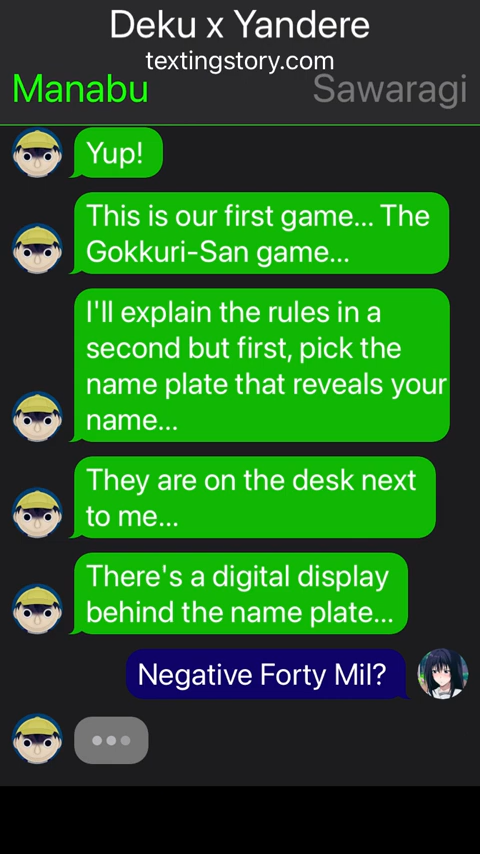 Deku x Yandere
textingstory.com
Manabu Sawaragi
Yup!
This is our first game... The
Gokkuri-San game...
I'll explain the rules in a
second but first, pick the
name plate that reveals your
name...
They are on the desk next
to me...
There's a digital display
behind the name plate...
Negative Forty Mil?